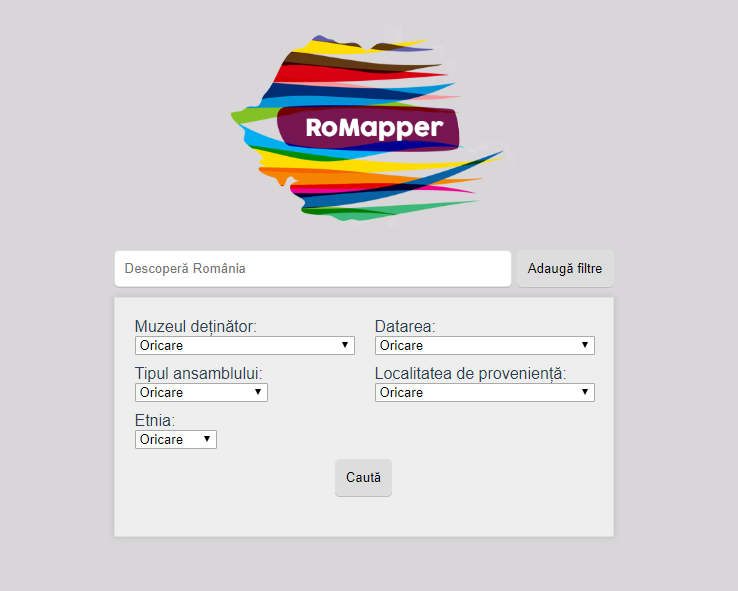 RoMapper
Descoperă România
Adaugă filtre
Muzeul deținător:
Datarea:
Oricare
Oricare
Tipul ansamblului:
Localitatea de proveniență:
Oricare
Oricare
Etnia:
Oricare
Caută